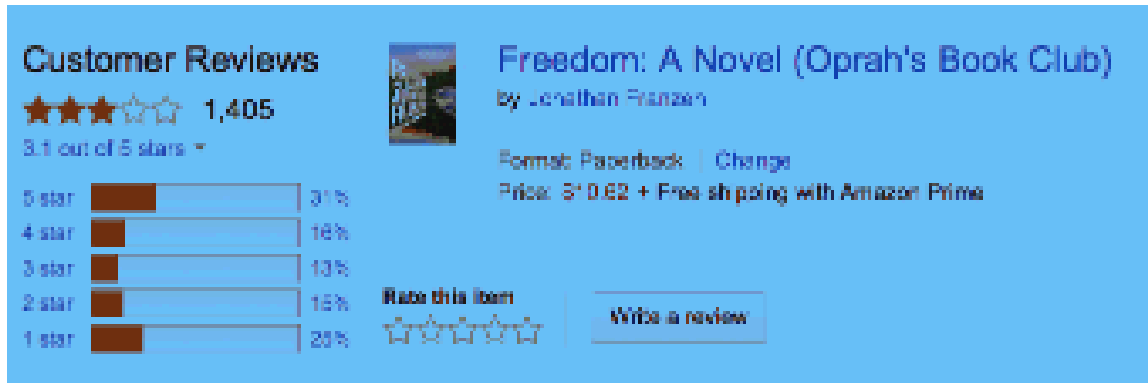 Customer Reviews
1,405
3.1 out of 5 stars
5 star 31%
4 star 16%
3 star 13%
2 star 15%
1 star 25%
Freedom: A Novel (Oprah's Book Club)
by Jonathan Franzen
Format: Paperback | Change
Price: $10.62 + Free shipping with Amazon Prime
Rate this item
Write a review